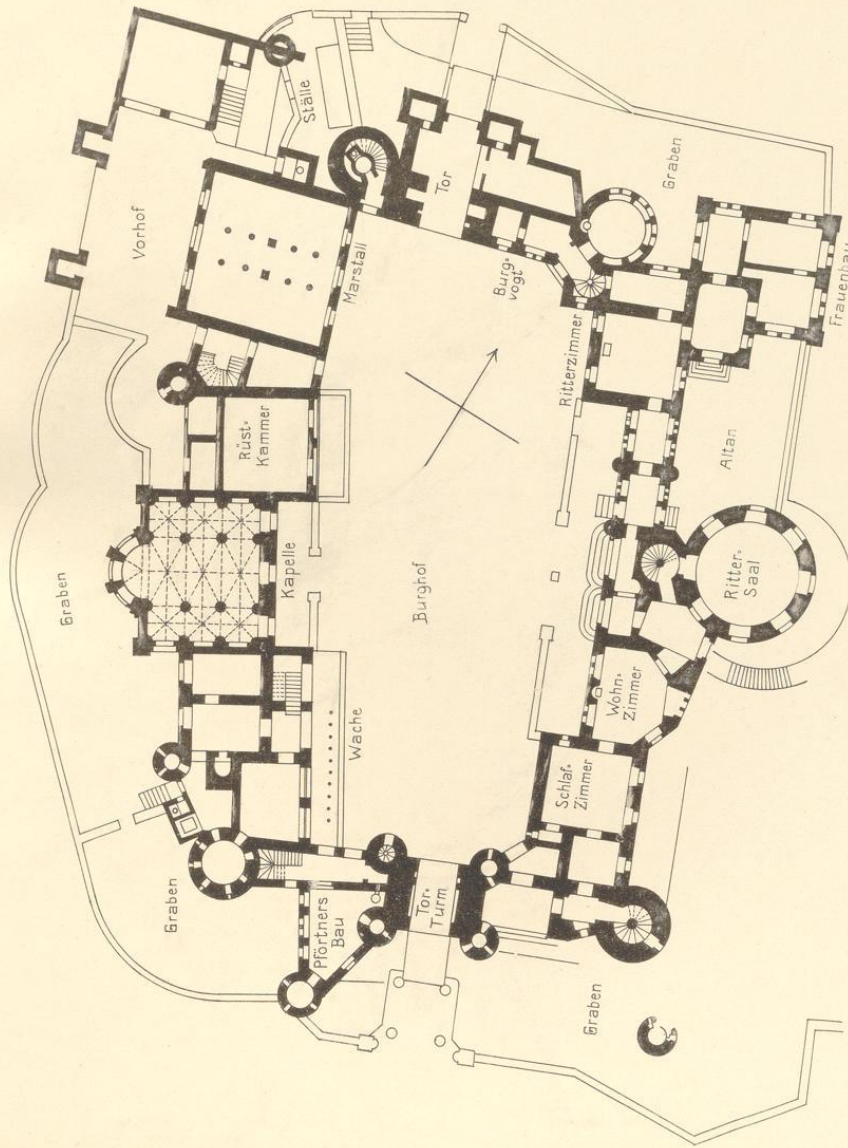 Vorhof
Ställe
Tor
Graben
Marstall
Burg-
vogt
Frauenbau
Ritterzimmer
Rüst-
Kammer
Altan
Graben
Kapelle
Burghof
Ritter-
Saal
Wohn-
Zimmer
Wache
Schlaf-
Zimmer
Graben
Pförtners
Bau
Tor-
Turm
Graben